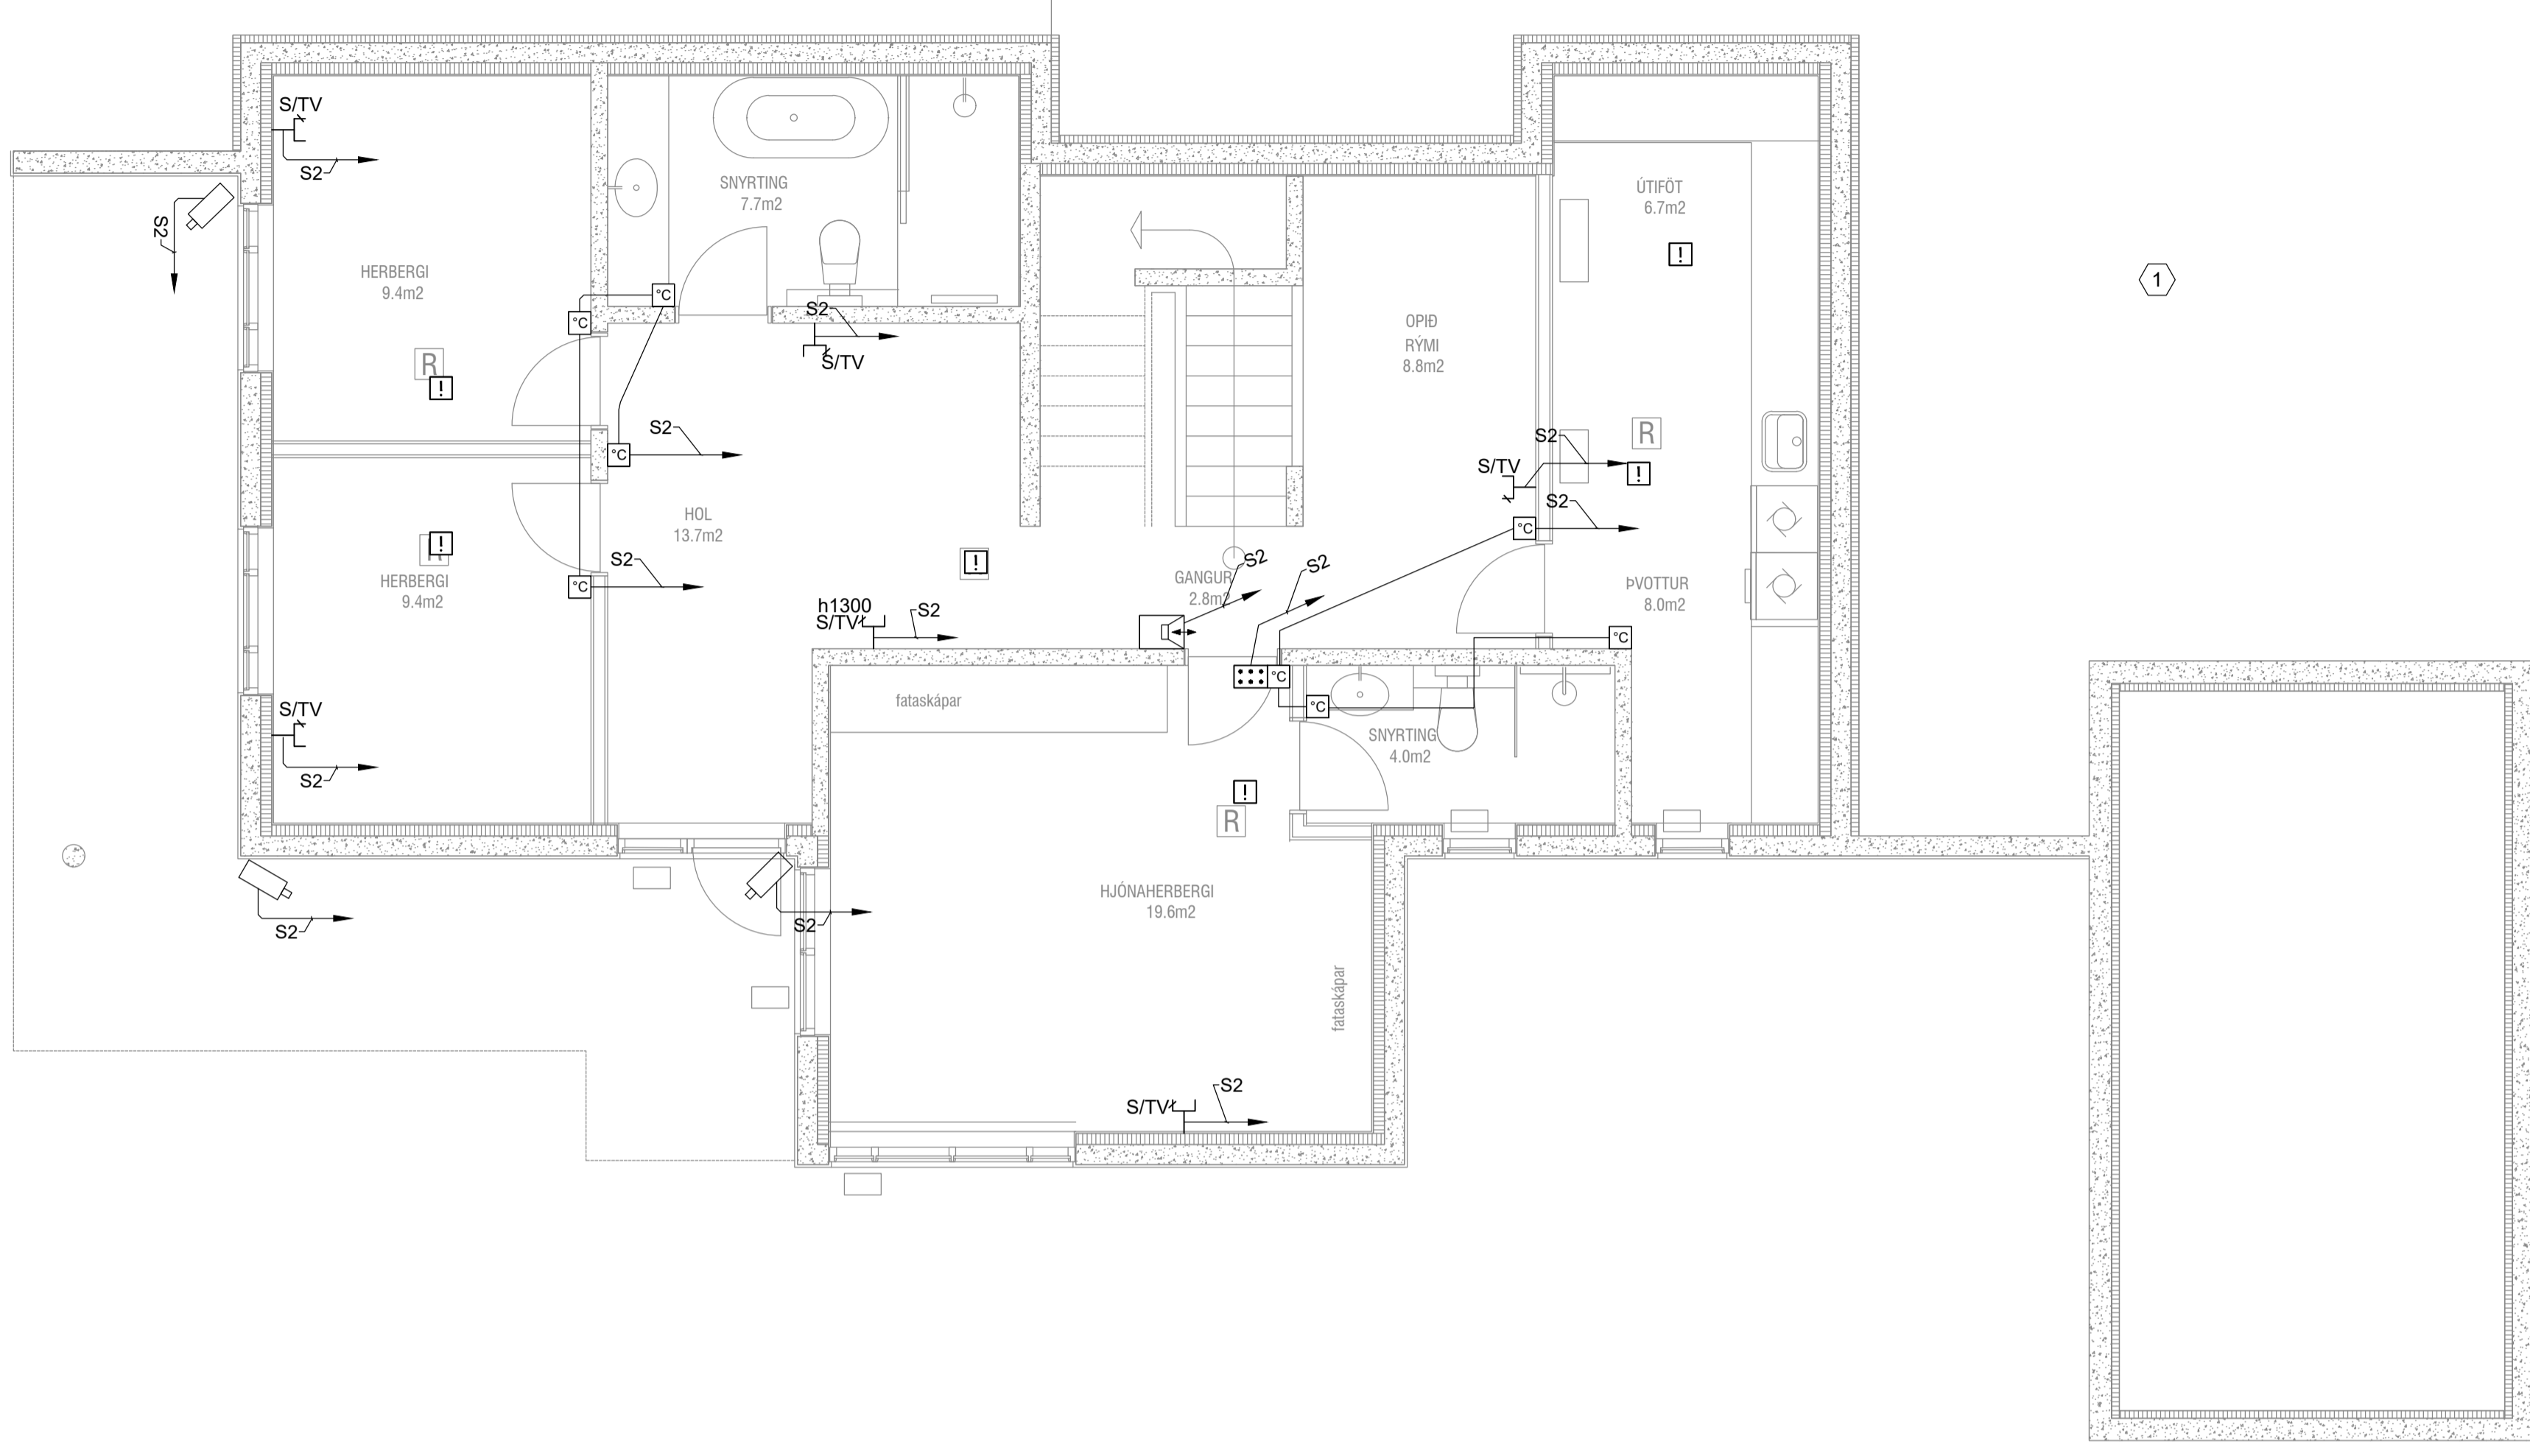 S/TV
S2
S2
HERBERGI
9.4m2
R
!
°C
°C
SNYRTING
7.7m2
S2
S/TV
S2
°C
HOL
13.7m2
!
HERBERGI
9.4m2
S2
°C
S/TV
S2
!
h1300
S/TV
S2
GANGUR
2.8m2
S2
S2
OPIÐ
RÝMI
8.8m2
ÚTIFÖT
6.7m2
!
1
R
!
S2
S/TV
S2
°C
ÞVOTTUR
8.0m2
°C
fataskápar
°C
°C
SNYRTING
4.0m2
!
R
HJÓNAHERBERGI
19.6m2
fataskápar
S2
S2
S/TV
S2